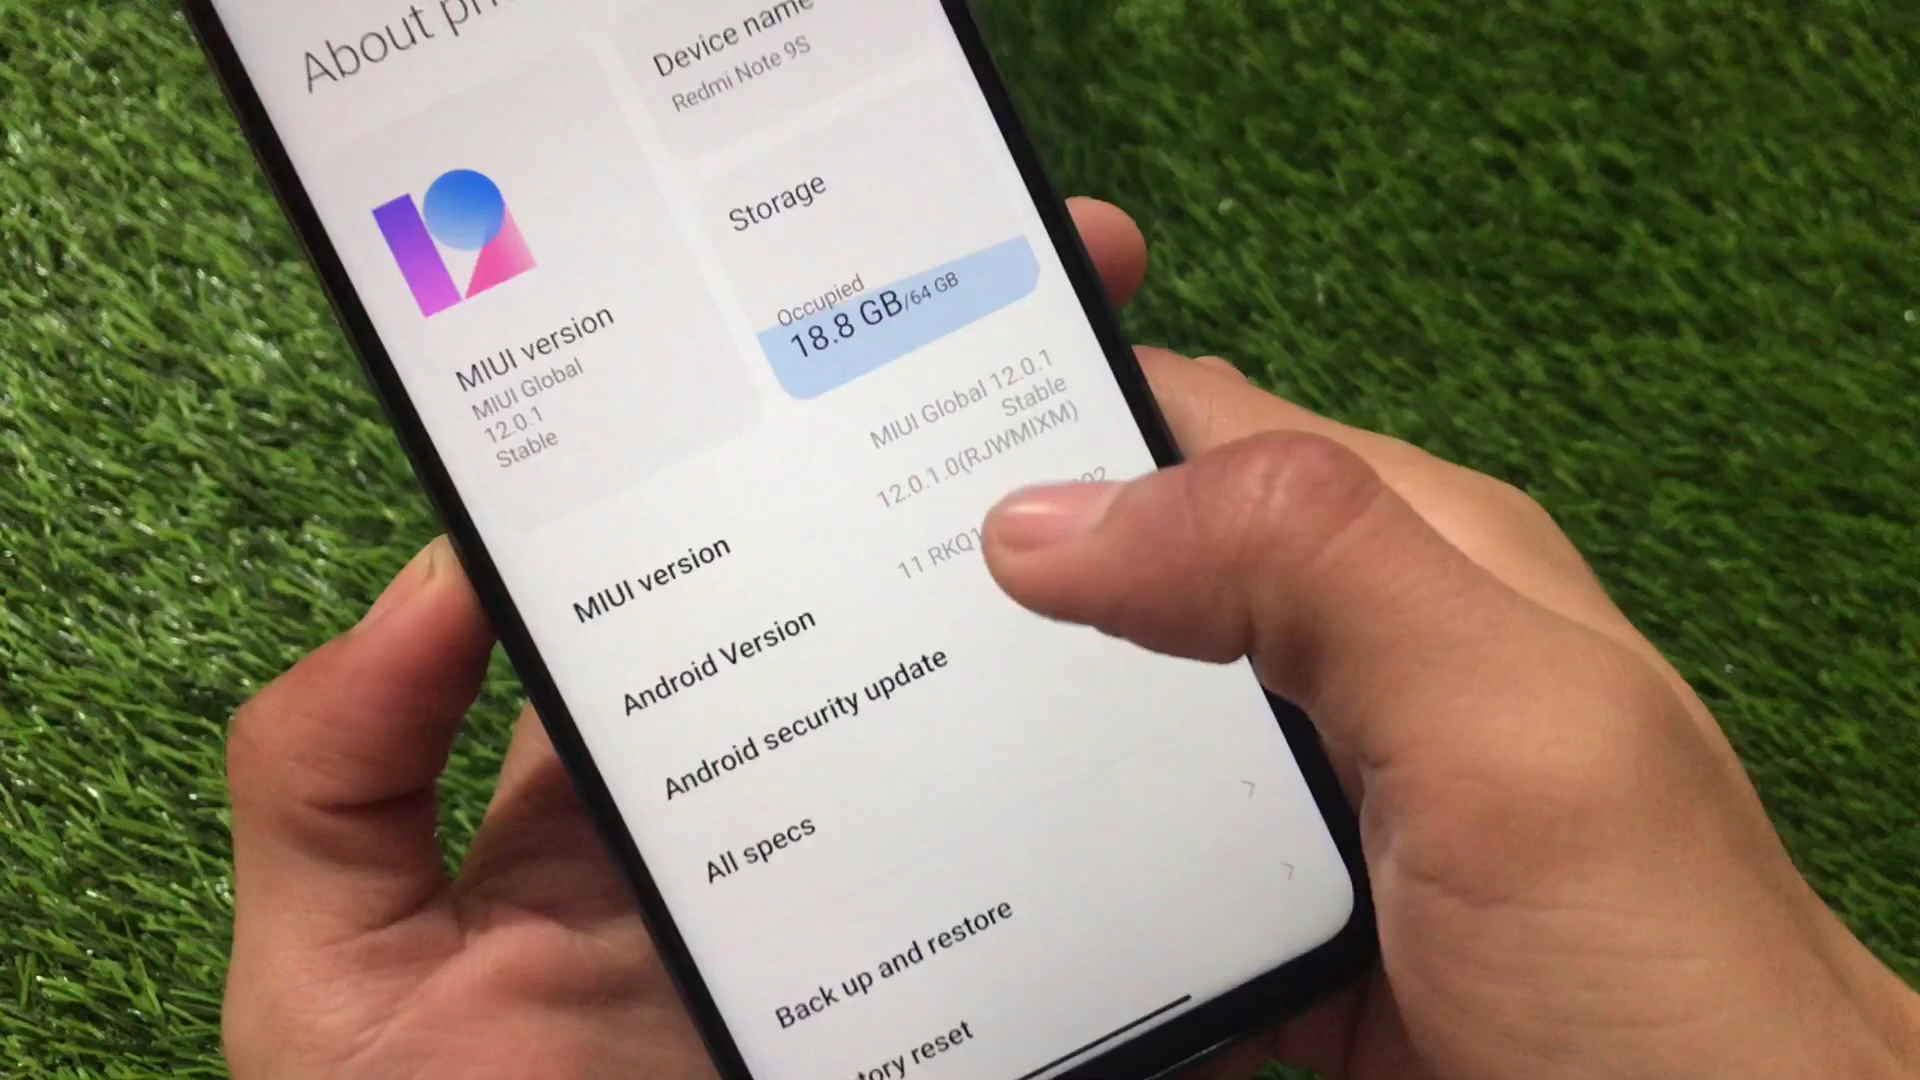 About
Device name
Redmi Note 9S
MIUI version
MIUI Global
12.0.1
Stable
Storage
Occupied
18.8 GB/64 GB
MIUI version
MIUI Global 12.0.1
Stable
12.0.1.0(RJWMIXM)
Android Version
11 RKQ1
Android security update
All specs
Back up and restore
tory reset